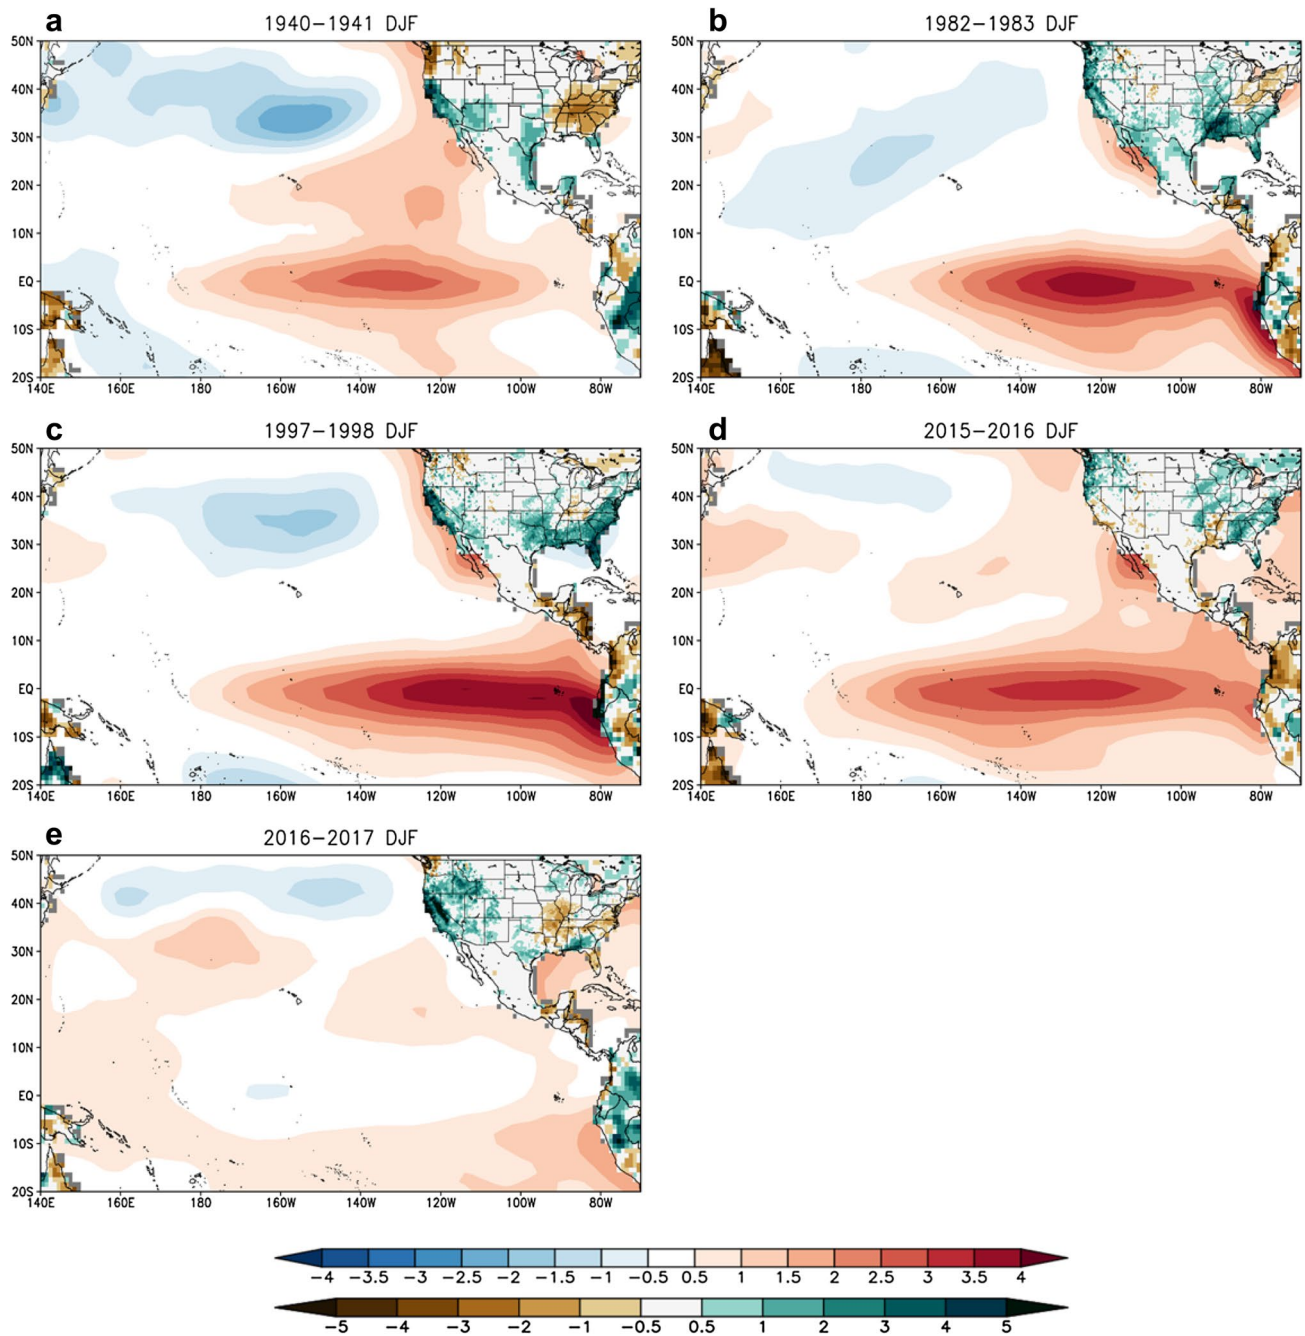 a 1940−1941 DJF
50N
40N
30N
20N
10N
EQ
10S
20S
140E 160E 180 160W 140W 120W 100W 80W
b 1982−1983 DJF
50N
40N
30N
20N
10N
EQ
10S
20S
140E 160E 180 160W 140W 120W 100W 80W
c 1997−1998 DJF
50N
40N
30N
20N
10N
EQ
10S
20S
140E 160E 180 160W 140W 120W 100W 80W
d 2015−2016 DJF
50N
40N
30N
20N
10N
EQ
10S
20S
140E 160E 180 160W 140W 120W 100W 80W
e 2016−2017 DJF
50N
40N
30N
20N
10N
EQ
10S
20S
140E 160E 180 160W 140W 120W 100W 80W
−4 −3.5 −3 −2.5 −2 −1.5 −1 −0.5 0.5 1 1.5 2 2.5 3 3.5 4
−5 −4 −3 −2 −1 −0.5 0.5 1 2 3 4 5